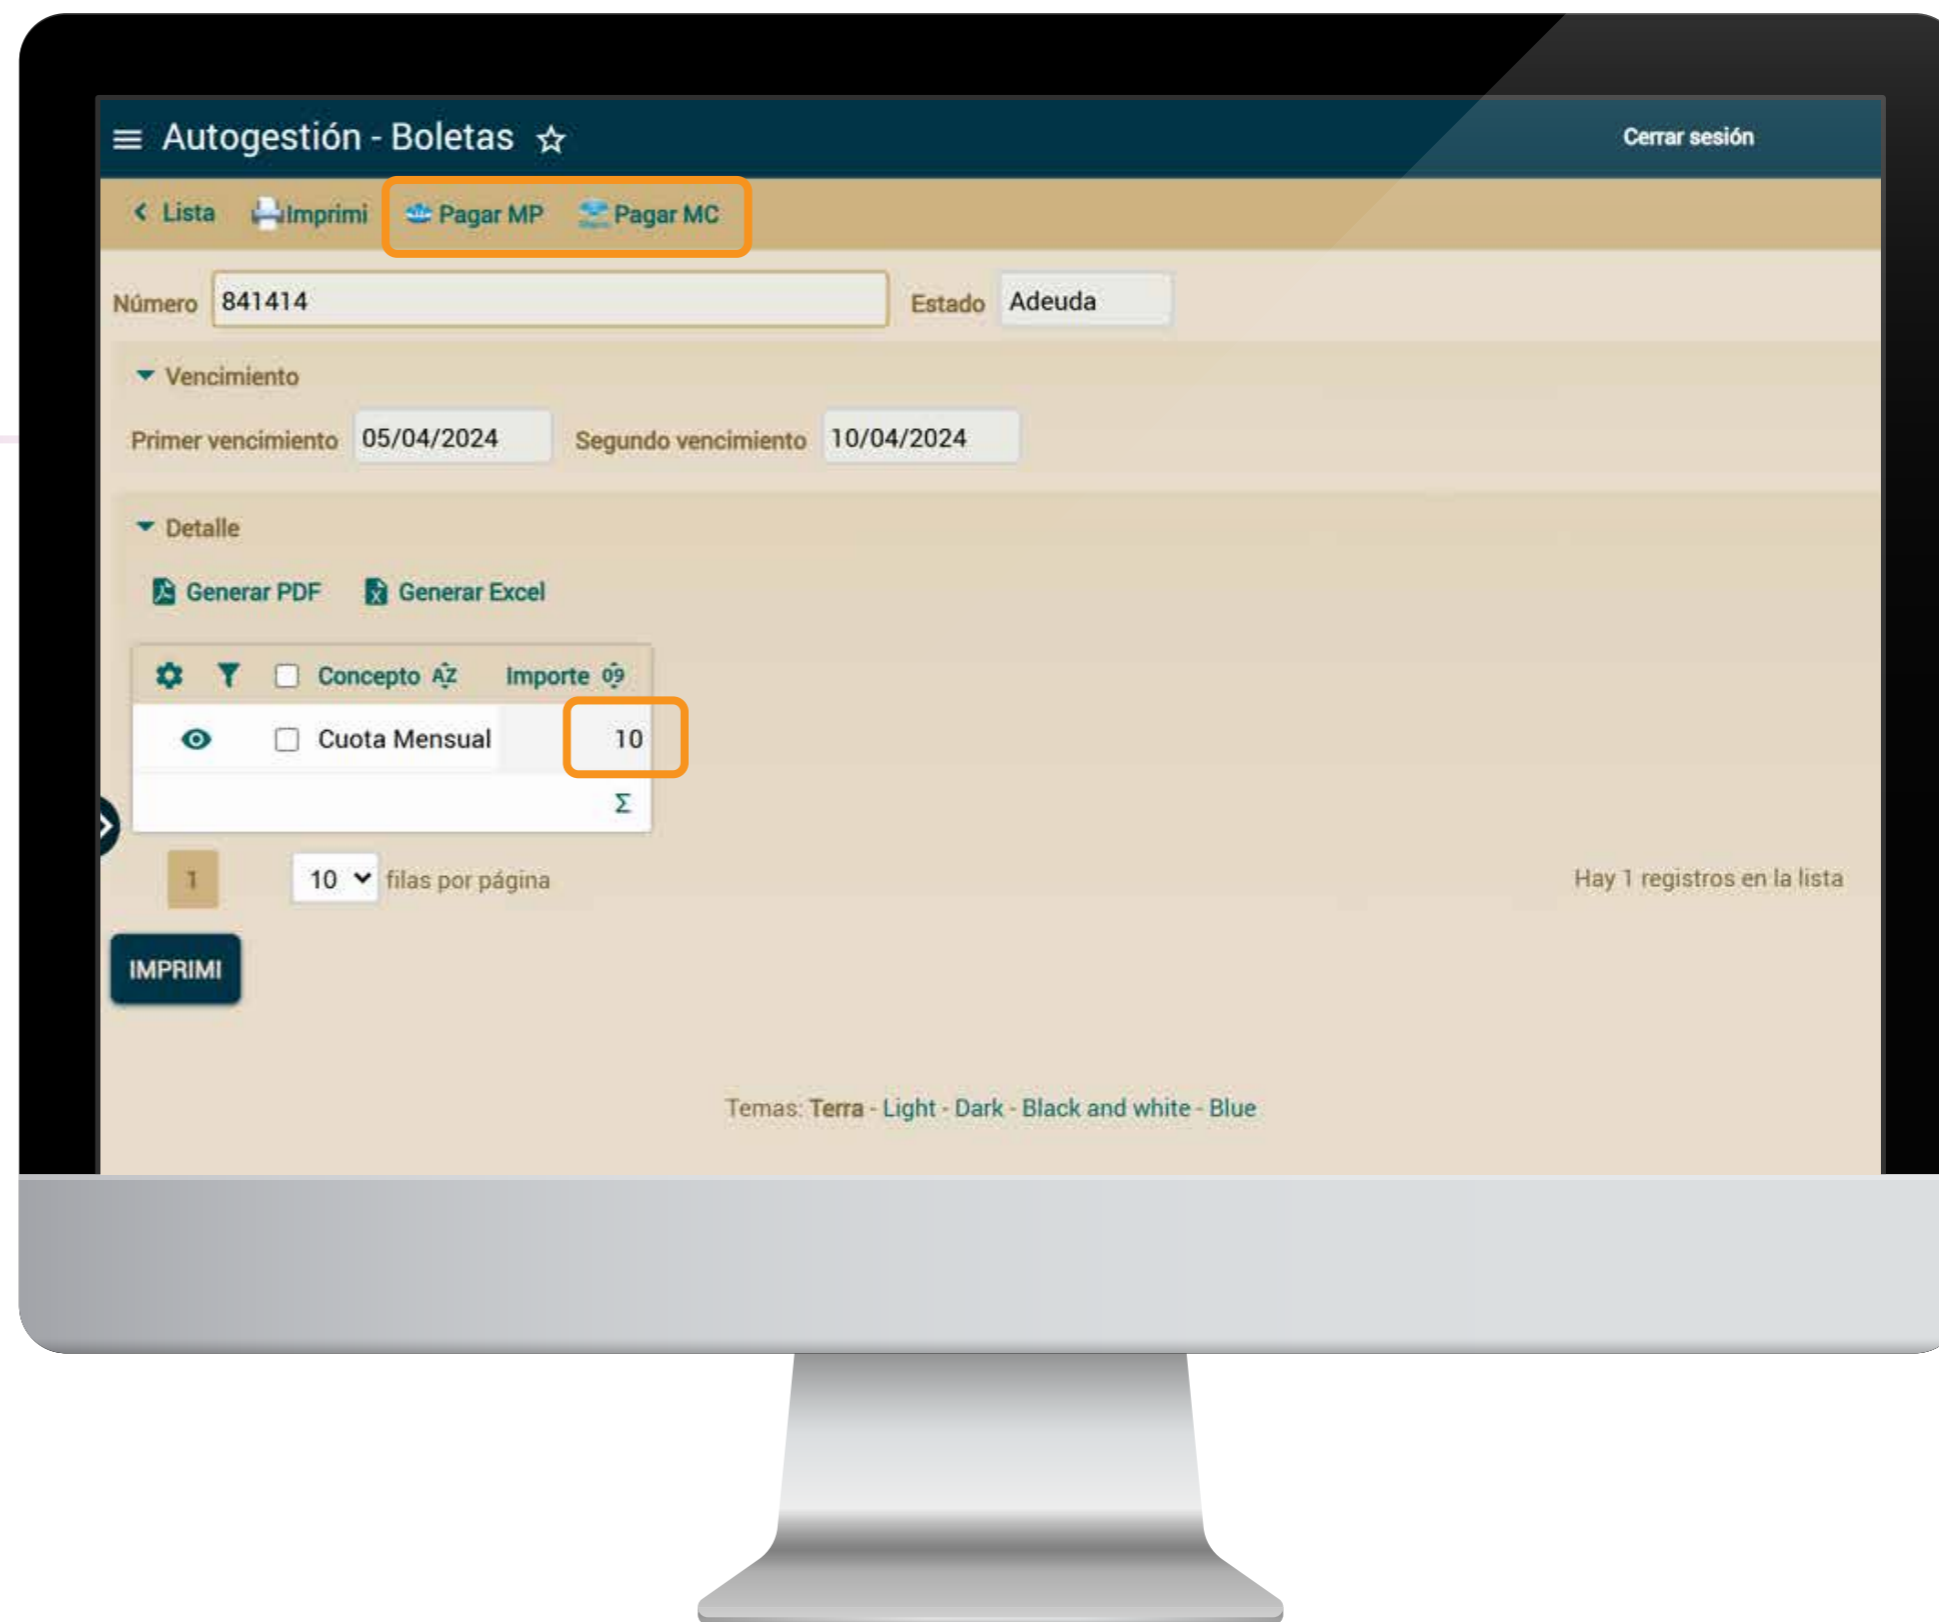 Autogestión - Boletas
Cerrar sesión
Lista Imprimi Pagar MP Pagar MC
Número 841414 Estado Adeuda
Vencimiento
Primer vencimiento 05/04/2024 Segundo vencimiento 10/04/2024
Detalle
Generar PDF Generar Excel
Concepto AZ Importe 09
Cuota Mensual 10
Σ
1 10 filas por página Hay 1 registros en la lista
IMPRIMI
Temas: Terra - Light - Dark - Black and white - Blue